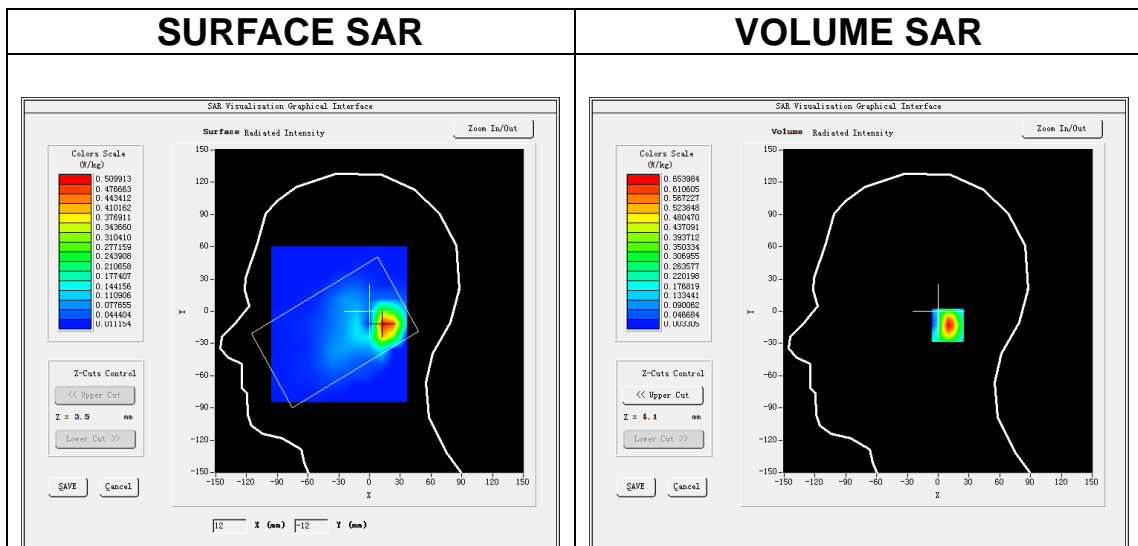 SURFACE SAR
VOLUME SAR
SAR Visualisation Graphical Interface
Surface Radiated Intensity
Zoom In/Out
Colors Scale
(W/kg)
0.509913
0.476663
0.443412
0.410162
0.376911
0.343660
0.310410
0.277159
0.243908
0.210658
0.177407
0.144156
0.110906
0.077655
0.044404
0.011154
Z-Cuts Control
<< Upper Cut
Z = 3.5 mm
Lower Cut >>
SAVE
Cancel
150
120
90
60
30
0
-30
-60
-90
-120
-150
Y
-150 -120 -90 -60 -30 0 30 60 90 120 150
X
12 X (mm) -12 Y (mm)
SAR Visualisation Graphical Interface
Volume Radiated Intensity
Zoom In/Out
Colors Scale
(W/kg)
0.653984
0.610605
0.567227
0.523848
0.480470
0.437091
0.393712
0.350334
0.306955
0.263577
0.220198
0.176819
0.133441
0.090062
0.046684
0.003305
Z-Cuts Control
<< Upper Cut
Z = 4.1 mm
Lower Cut >>
SAVE
Cancel
150
120
90
60
30
0
-30
-60
-90
-120
-150
Y
-150 -120 -90 -60 -30 0 30 60 90 120 150
X